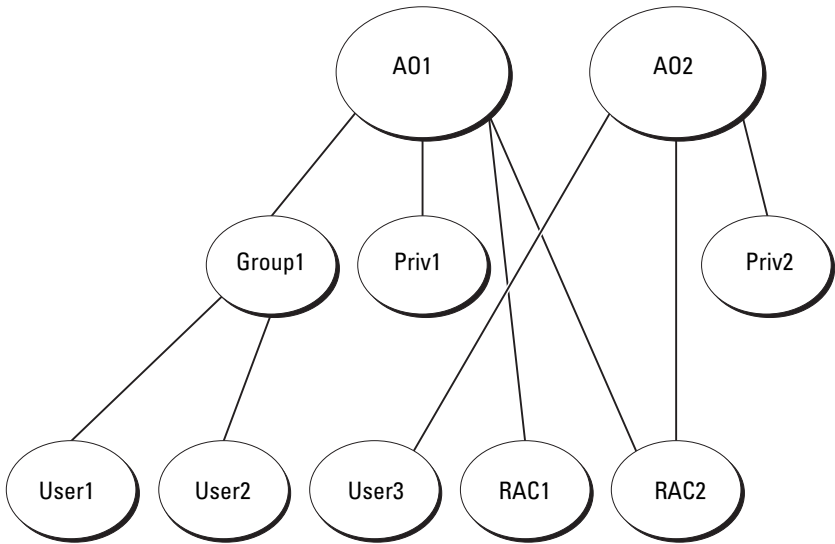 AO1
AO2
Group1
Priv1
Priv2
User1
User2
User3
RAC1
RAC2